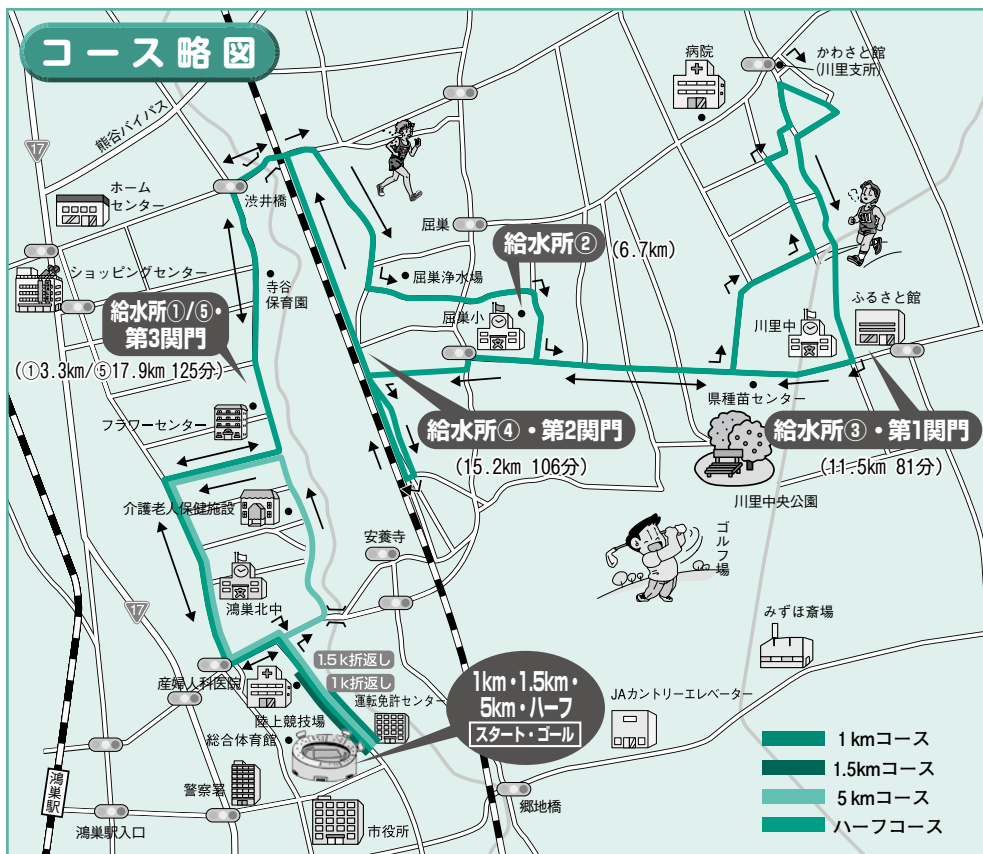 コース略図
病院
かわさと館
(川里支所)
熊谷バイパス
17
ホーム
センター
渋井橋
屈巣
給水所②
(6.7km)
ショッピングセンター
寺谷
保育園
屈巣浄水場
ふるさと館
給水所①/⑤・
第3関門
(①3.3km/⑤17.9km 125分)
屈巣小
川里中
県種苗センター
フラワーセンター
給水所④・第2関門
(15.2km 106分)
給水所③・第1関門
(11.5km 81分)
川里中央公園
介護老人保健施設
安養寺
ゴルフ場
鴻巣北中
17
みずほ斎場
1.5k折返し
1k折返し
産婦人科医院
運転免許センター
1km・1.5km・
5km・ハーフ
スタート・ゴール
JAカントリーエレベーター
陸上競技場
総合体育館
1kmコース
1.5kmコース
5kmコース
ハーフコース
警察署
鴻巣駅
鴻巣駅入口
市役所
郷地橋